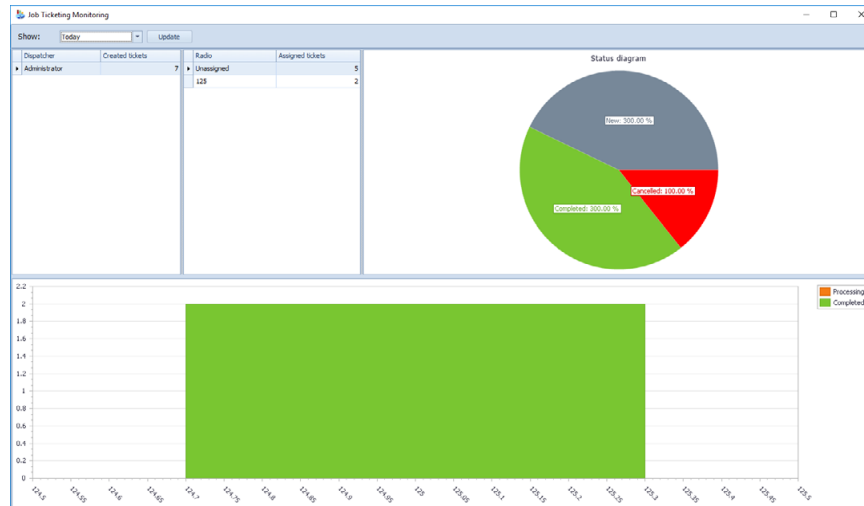 Job Ticketing Monitoring
Show: Today Update
Dispatcher Created tickets
Administrator 7
Radio Assigned tickets
Unassigned 5
125 2
Status diagram
New: 300.00 %
Cancelled: 100.00 %
Completed: 300.00 %
2.2
2
1.8
1.6
1.4
1.2
1
0.8
0.6
0.4
0.2
0
124.5 124.55 124.6 124.65 124.7 124.75 124.8 124.85 124.9 124.95 125 125.05 125.1 125.15 125.2 125.25 125.3 125.35 125.4 125.45 125.5
Processing
Completed